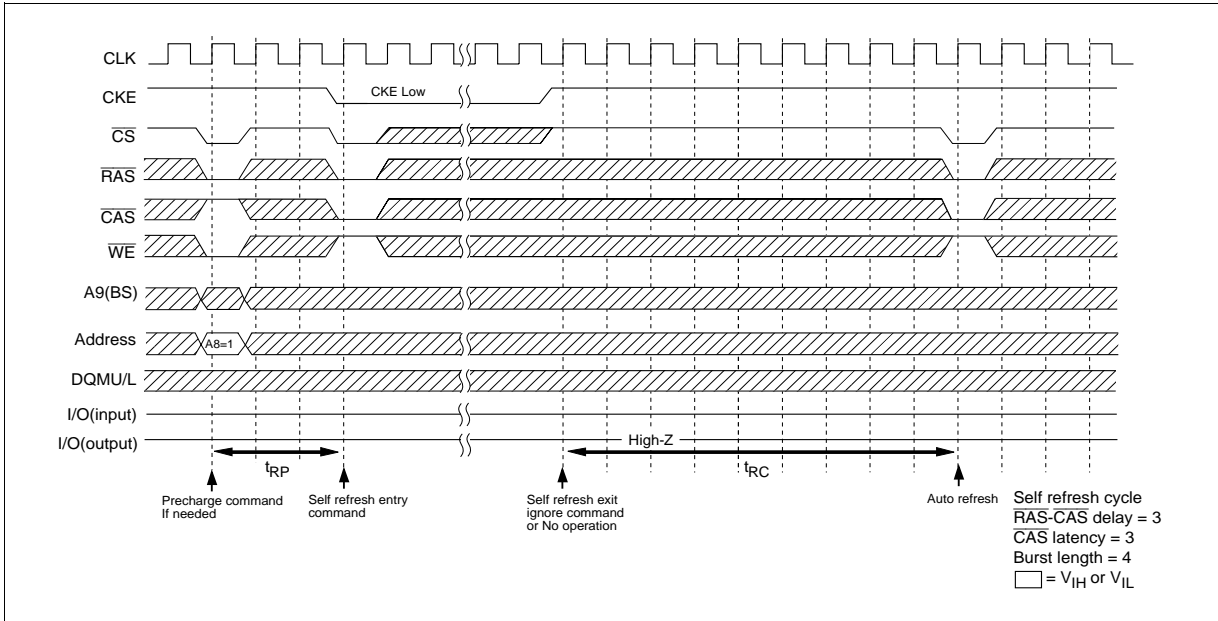 CLK
CKE
CKE Low
CS
RAS
CAS
WE
A9(BS)
Address
A8=1
DQMU/L
I/O(input)
I/O(output)
High-Z
tRP
tRC
Precharge command
If needed
Self refresh entry
command
Self refresh exit
ignore command
or No operation
Auto refresh
Self refresh cycle
RAS-CAS delay = 3
CAS latency = 3
Burst length = 4
= VIH or VIL